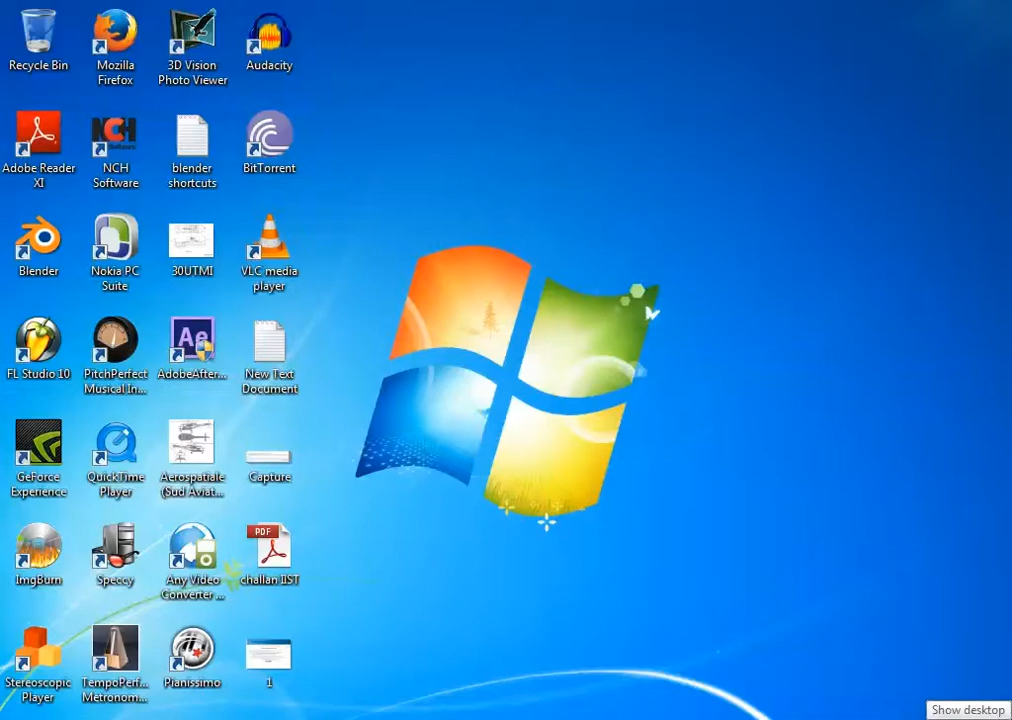 Recycle Bin
Mozilla
Firefox
3D Vision
Photo Viewer
Audacity
Adobe Reader
XI
NCH
Software
blender
shortcuts
BitTorrent
Blender
Nokia PC
Suite
30UTMI
VLC media
player
FL Studio 10
PitchPerfect
Musical In...
Ae
AdobeAfter...
New Text
Document
GeForce
Experience
QuickTime
Player
Aerospatiale
(Sud Aviat...
Capture
ImgBurn
Speccy
Any Video
Converter ...
PDF
challan IIST
Stereoscopic
Player
TempoPerf...
Metronom...
Pianissimo
1
Show desktop